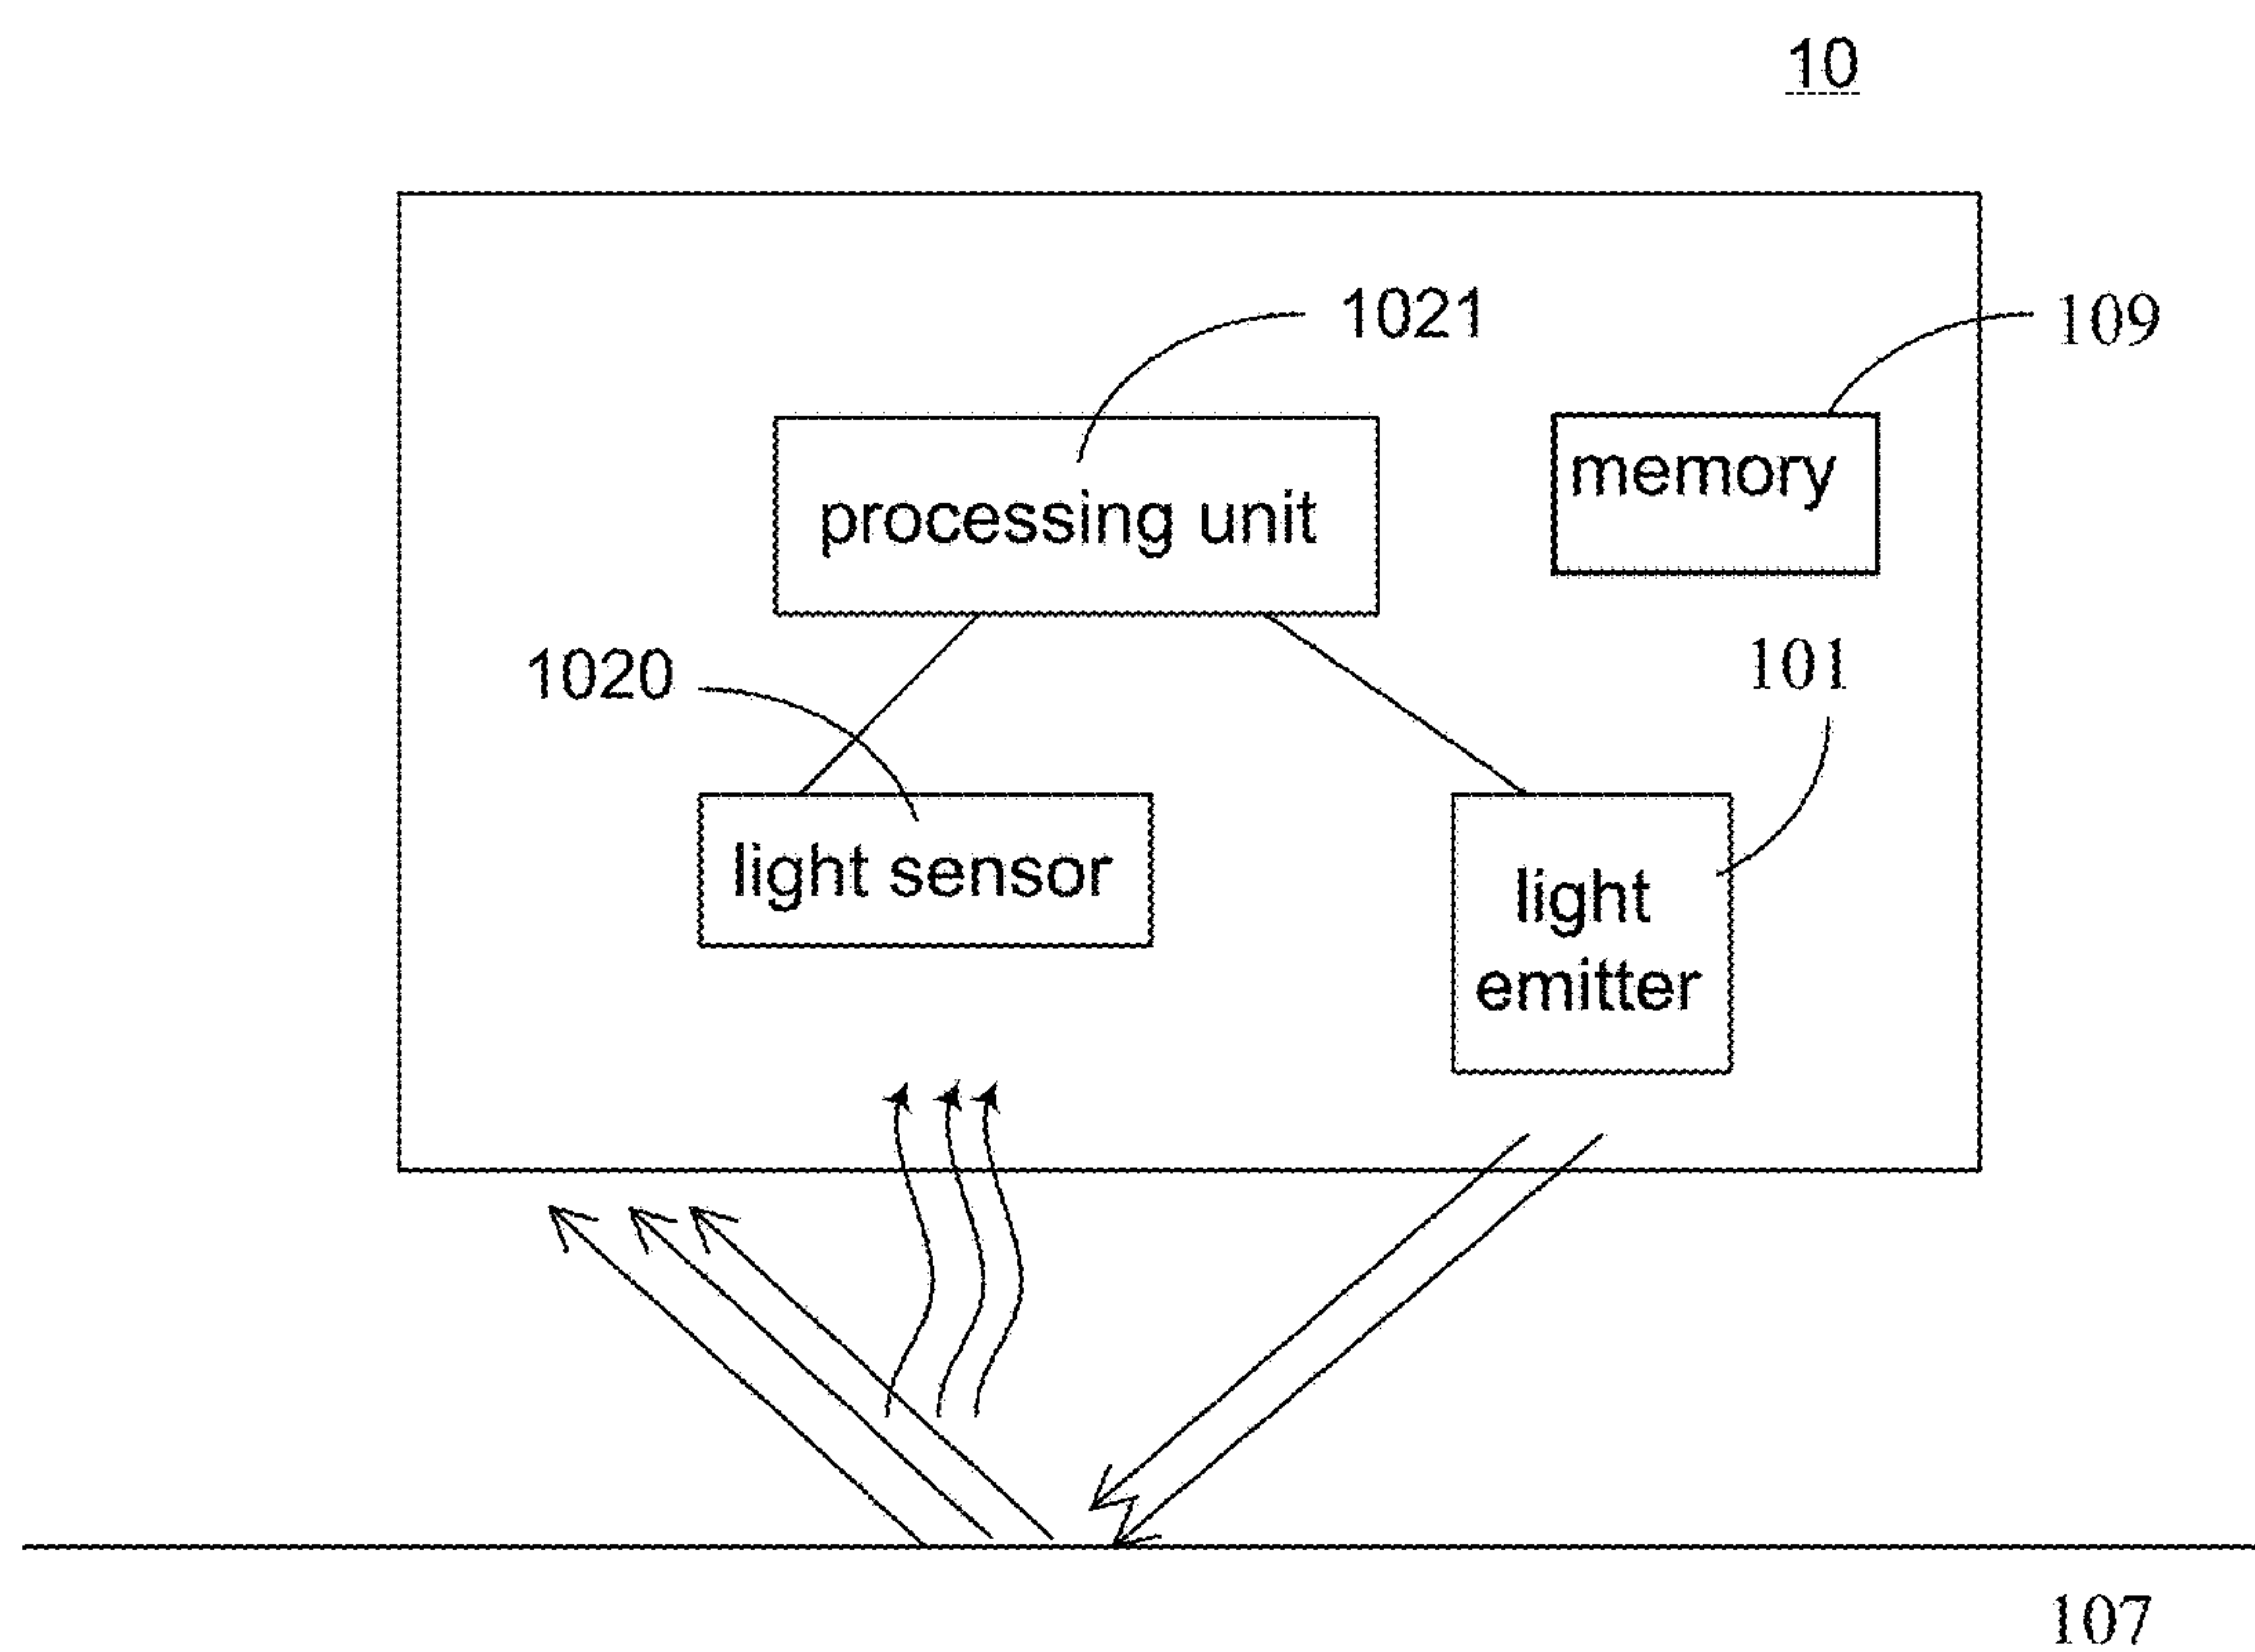 10
1021
109
processing unit
memory
1020
101
light sensor
light
emitter
107